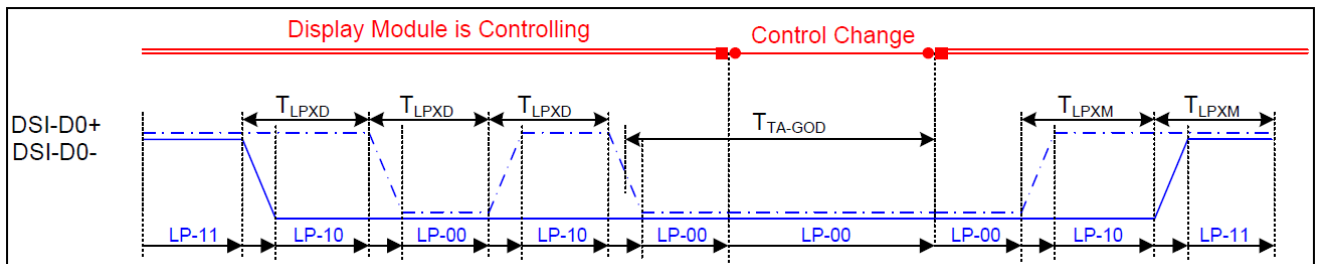 Display Module is Controlling Control Change
TLPXD TLPXD TLPXD TLPXM TLPXM
DSI-D0+
DSI-D0-
TTA-GOD
LP-11 LP-10 LP-00 LP-10 LP-00 LP-00 LP-00 LP-10 LP-11